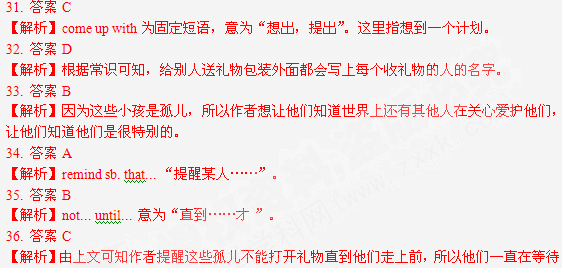 31. 答案 C
【解析】come up with 为固定短语，意为“想出，提出”。这里指想到一个计划。
32. 答案 D
【解析】根据常识可知，给别人送礼物包装外面都会写上每个收礼物的人的名字。
33. 答案 B
【解析】因为这些小孩是孤儿，所以作者想让他们知道世界上还有其他人在关心爱护他们，
让他们知道他们是很特别的。
34. 答案 A
【解析】remind sb. that… “提醒某人……”。
35. 答案 B
【解析】not… until… 意为“直到……才 ”。
36. 答案 C
【解析】由上文可知作者提醒这些孤儿不能打开礼物直到他们走上前，所以他们一直在等待